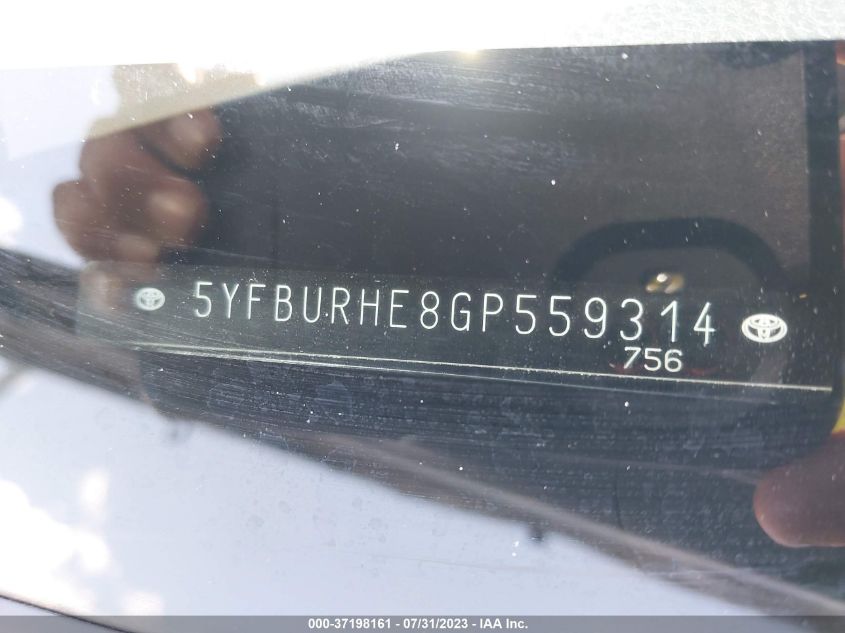 5YFBURHE8GP559314
756
000-37198161 - 07/31/2023 - IAA Inc.